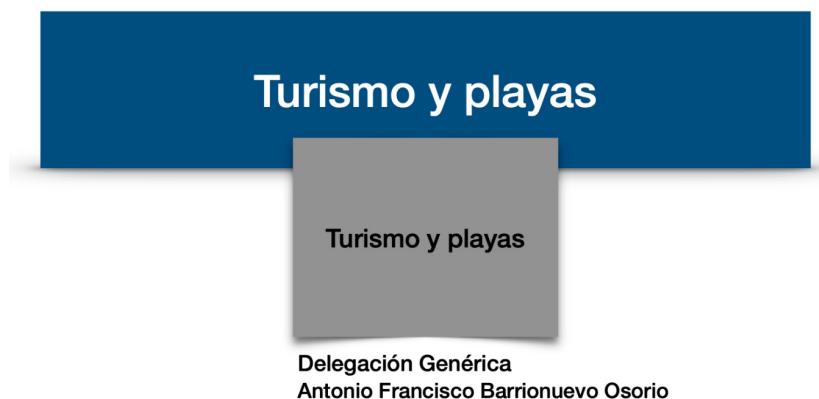 Turismo y playas
Turismo y playas
Delegación Genérica
Antonio Francisco Barrionuevo Osorio